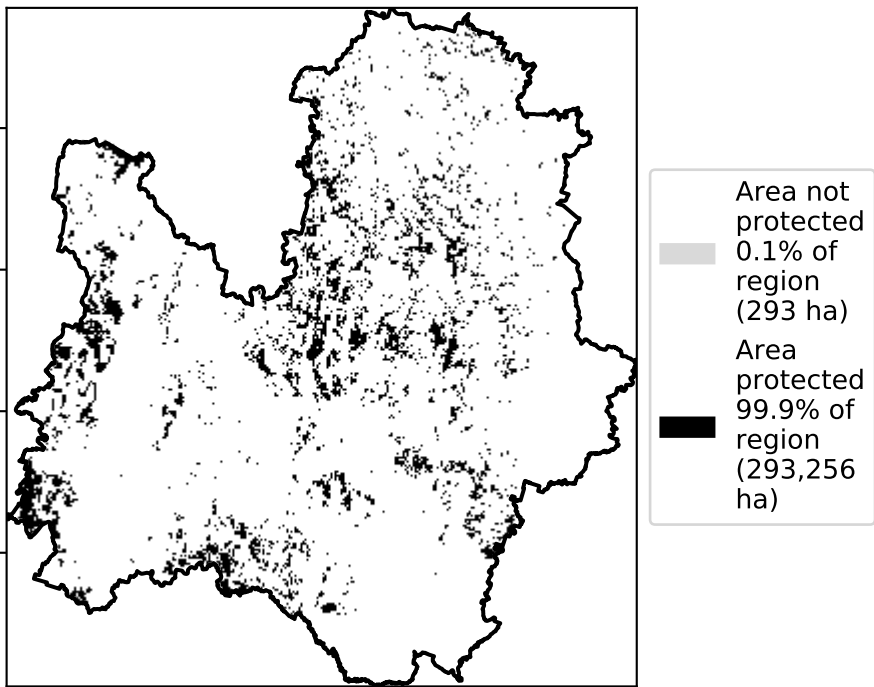 Area not
protected
0.1% of
region
(293 ha)
Area
protected
99.9% of
region
(293,256
ha)